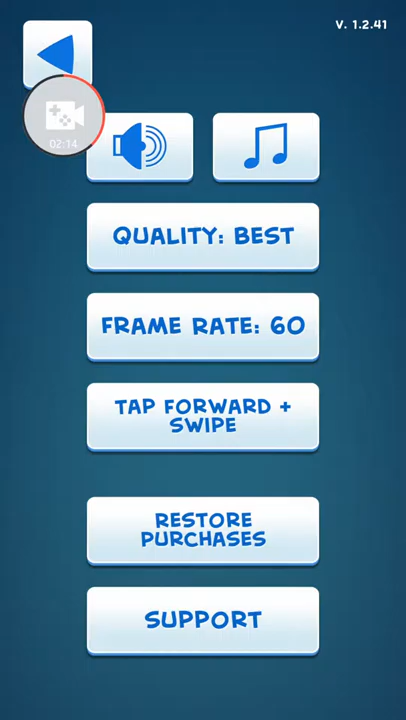 V. 1.2.41
02:14
QUALITY: BEST
FRAME RATE: 60
TAP FORWARD +
SWIPE
RESTORE
PURCHASES
SUPPORT